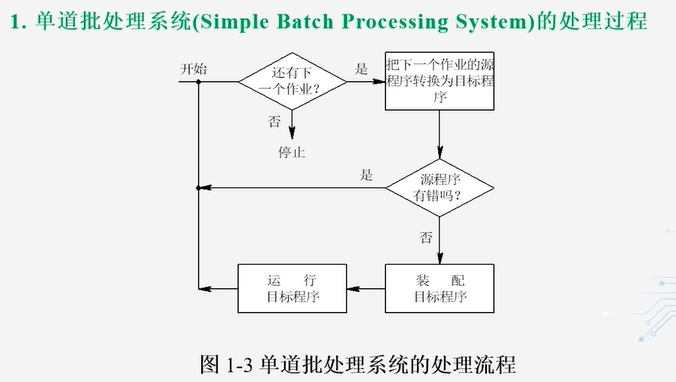 1. 单道批处理系统(Simple Batch Processing System)的处理过程
开始
还有下
一个作业？
是
把下一个作业的源
程序转换为目标程
序
否
停止
是
源程序
有错吗？
否
运 行
目标程序
装 配
目标程序
图 1-3 单道批处理系统的处理流程